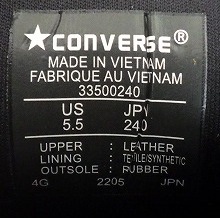 ★CONVERSE®
MADE IN VIETNAM
FABRIQUE AU VIETNAM
33500240
US JPN
5.5 240
UPPER : LEATHER
LINING : TEXTILE/SYNTHETIC
OUTSOLE : RUBBER
4G 2205 JPN